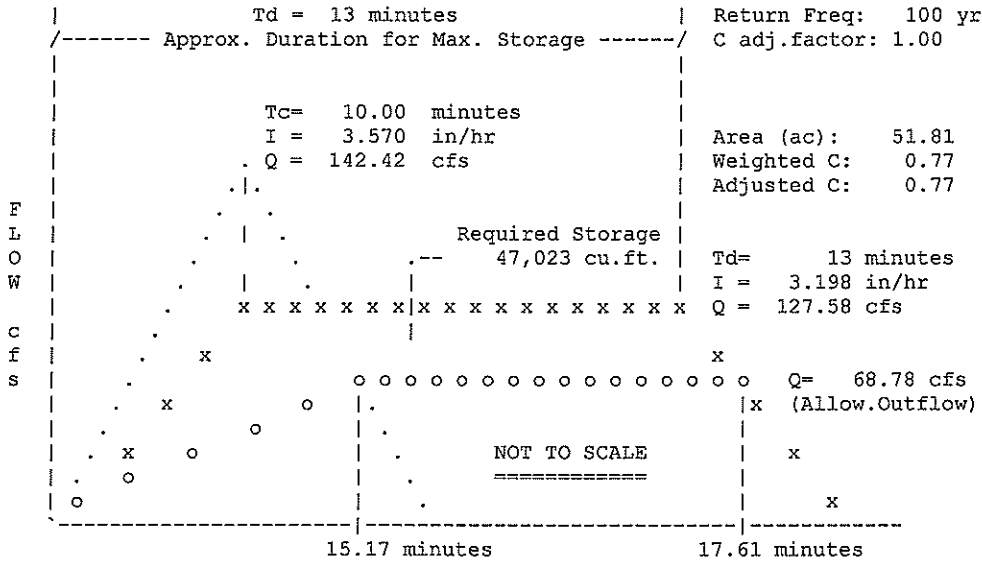 Td = 13 minutes
Return Freq: 100 yr
/------- Approx. Duration for Max. Storage ------/
C adj.factor: 1.00
Tc= 10.00 minutes
I = 3.570 in/hr
Area (ac): 51.81
Q = 142.42 cfs
Weighted C: 0.77
Adjusted C: 0.77
FLOW cfs
Required Storage
47,023 cu.ft.
Td= 13 minutes
I = 3.198 in/hr
x x x x x x x x x x x x x x x x x x
Q = 127.58 cfs
x x
o o o o o o o o o o o o o o o o
Q= 68.78 cfs
x o x
(Allow.Outflow)
o
x o
NOT TO SCALE
x
============
o
o x
15.17 minutes
17.61 minutes